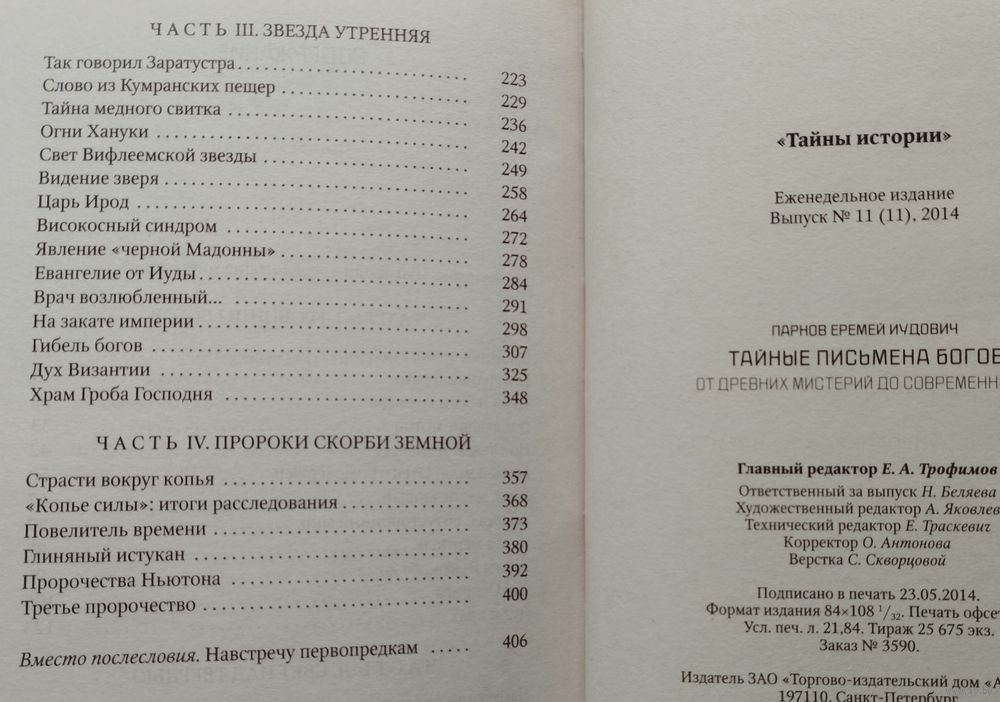 ЧАСТЬ III. ЗВЕЗДА УТРЕННЯЯ
Так говорил Заратустра 223
Слово из Кумранских пещер 229
Тайна медного свитка 236
Огни Хануки 242
Свет Вифлеемской звезды 249
Видение зверя 258
Царь Ирод 264
Високосный синдром 272
Явление «черной Мадонны» 278
Евангелие от Иуды 284
Врач возлюбленный... 291
На закате империи 298
Гибель богов 307
Дух Византии 325
Храм Гроба Господня 348
ЧАСТЬ IV. ПРОРОКИ СКОРБИ ЗЕМНОЙ
Страсти вокруг копья 357
«Копье силы»: итоги расследования 368
Повелитель времени 373
Глиняный истукан 380
Пророчества Ньютона 392
Третье пророчество 400
Вместо послесловия. Навстречу первопредкам 406
«Тайны истории»
Еженедельное издание
Выпуск № 11 (11), 2014
ПАРНОВ ЕРЕМЕЙ ИУДОВИЧ
ТАЙНЫЕ ПИСЬМЕНА БОГОВ
ОТ ДРЕВНИХ МИСТЕРИЙ ДО
Главный редактор Е. А. Трофимов
Ответственный за выпуск Н. Беляева
Художественный редактор А. Яковлев
Технический редактор Е. Траскевич
Корректор О. Антонова
Верстка С. Скворцовой
Подписано в печать 23.05.2014.
Формат издания 84×108 1/32. Печать
Усл. печ. л. 21,84. Тираж 25 675 экз.
Заказ № 3590.
Издатель ЗАО «Торгово-издательский дом
197110, Санкт-Петербург